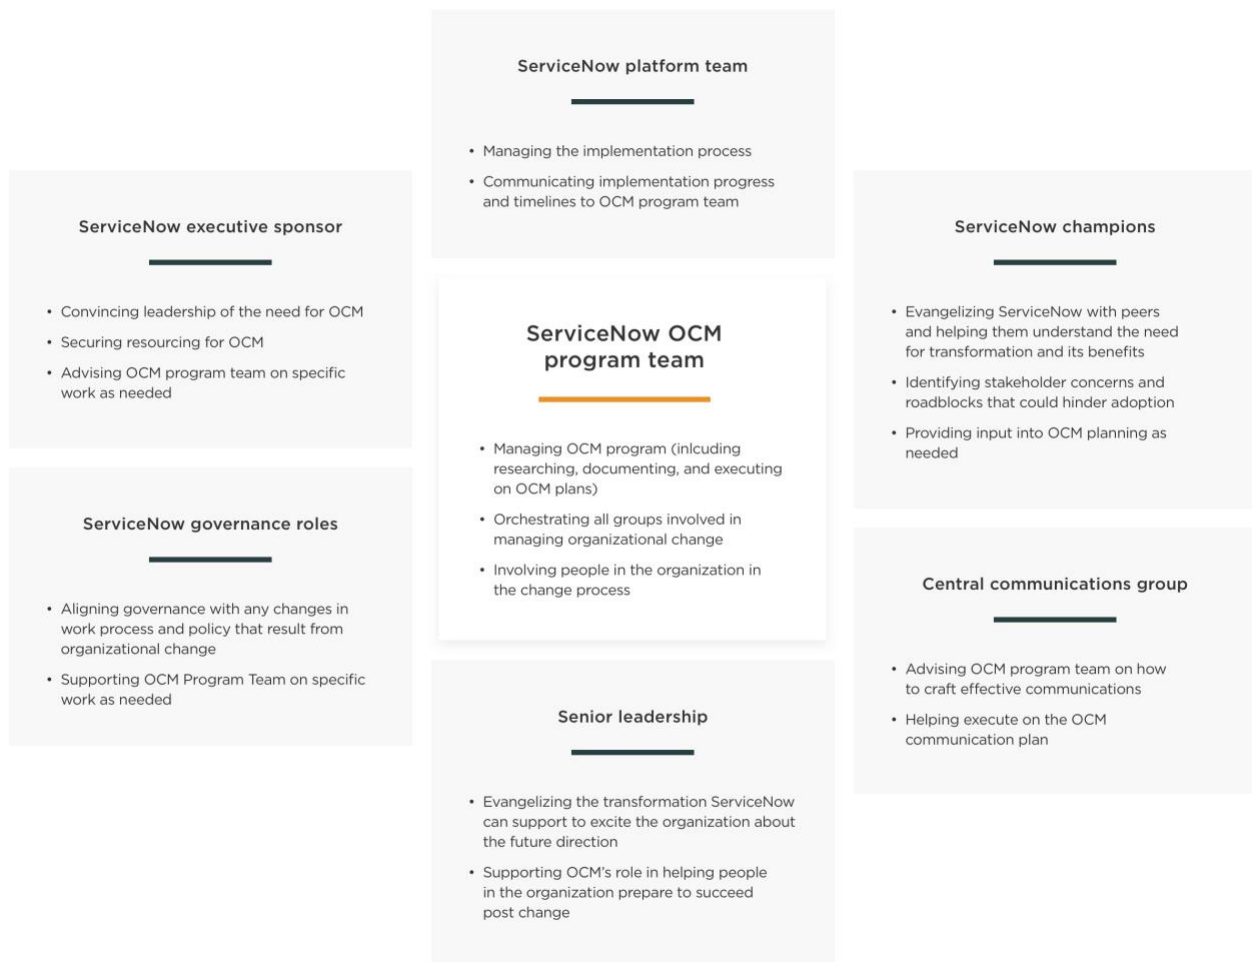 ServiceNow platform team
• Managing the implementation process
• Communicating implementation progress
and timelines to OCM program team
ServiceNow executive sponsor
• Convincing leadership of the need for OCM
• Securing resourcing for OCM
• Advising OCM program team on specific
work as needed
ServiceNow champions
• Evangelizing ServiceNow with peers
and helping them understand the need
for transformation and its benefits
• Identifying stakeholder concerns and
roadblocks that could hinder adoption
• Providing input into OCM planning as
needed
ServiceNow OCM
program team
• Managing OCM program (inlcuding
researching, documenting, and executing
on OCM plans)
• Orchestrating all groups involved in
managing organizational change
• Involving people in the organization in
the change process
ServiceNow governance roles
• Aligning governance with any changes in
work process and policy that result from
organizational change
• Supporting OCM Program Team on specific
work as needed
Central communications group
• Advising OCM program team on how
to craft effective communications
• Helping execute on the OCM
communication plan
Senior leadership
• Evangelizing the transformation ServiceNow
can support to excite the organization about
the future direction
• Supporting OCM's role in helping people
in the organization prepare to succeed
post change